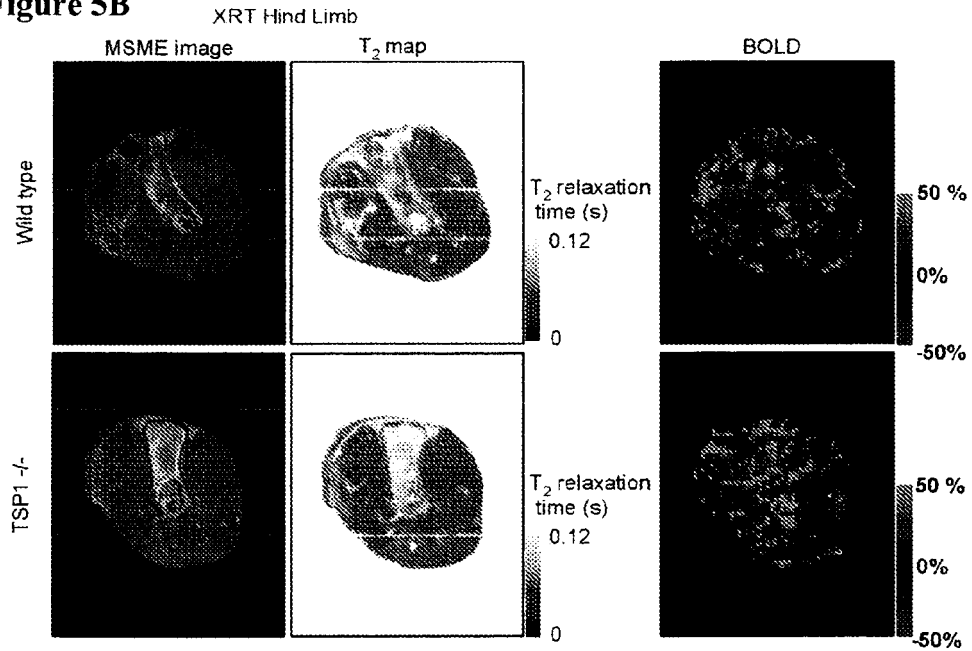 Figure 5B
XRT Hind Limb
MSME image
T2 map
BOLD
Wild type
T2 relaxation
time (s)
0.12
0
50 %
0%
-50%
TSP1 -/-
T2 relaxation
time (s)
0.12
0
50 %
0%
-50%